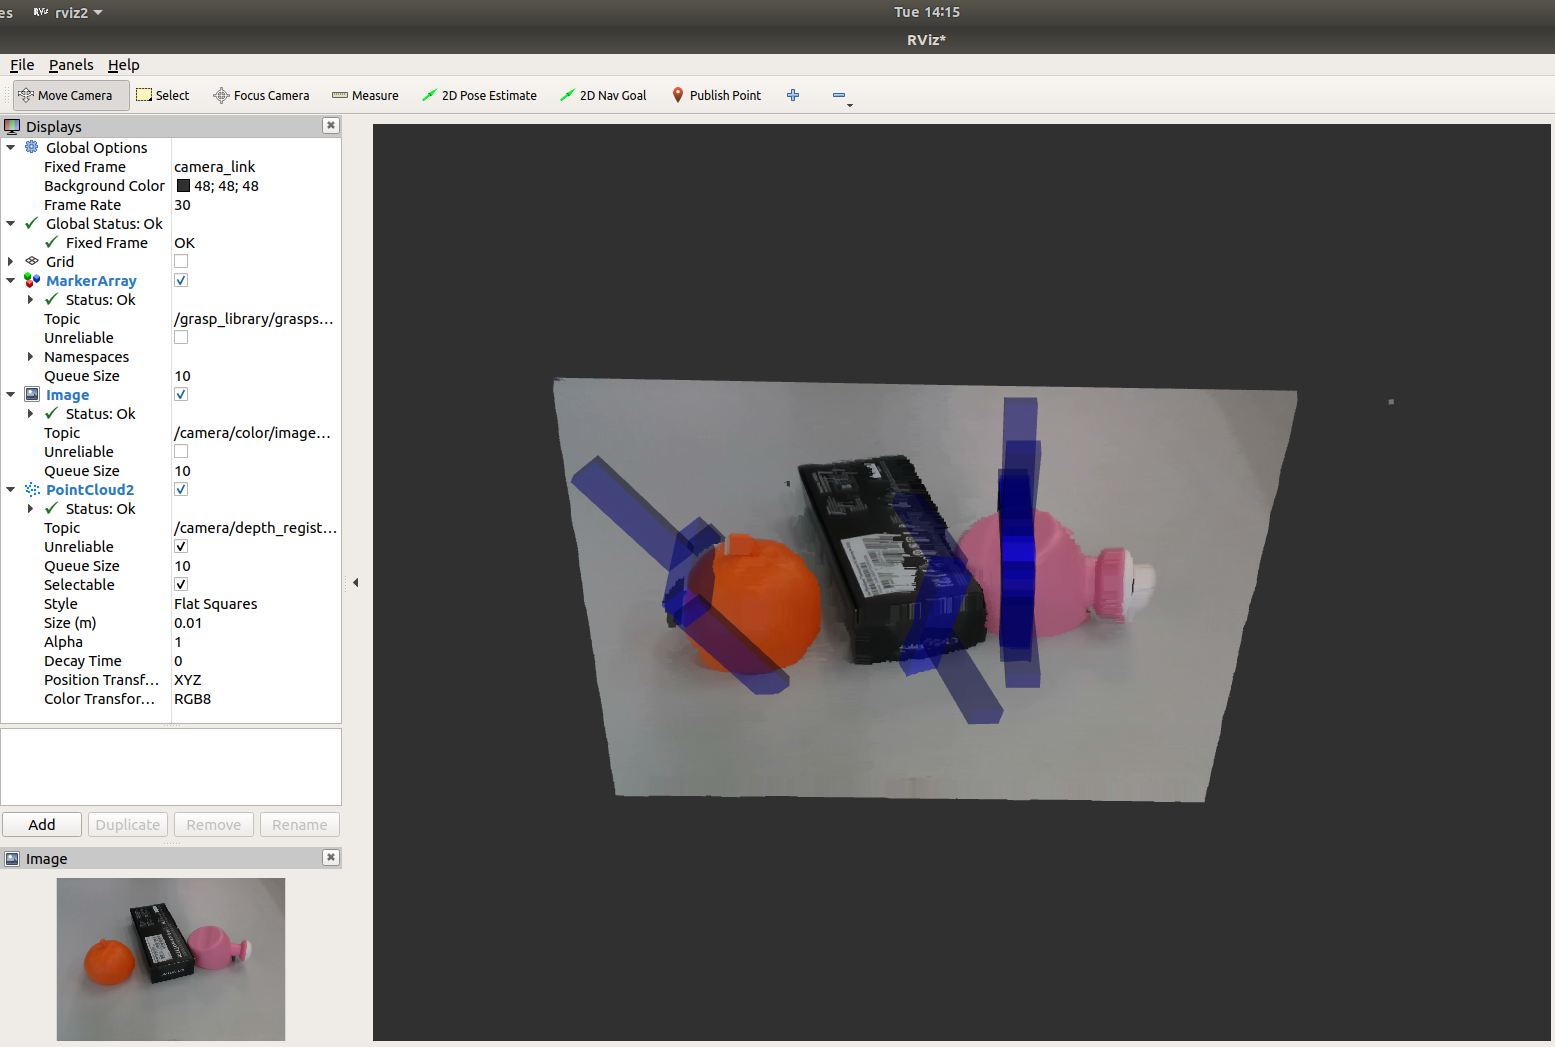 es rviz2 Tue 14:15
RViz*
File Panels Help
Move Camera Select Focus Camera Measure 2D Pose Estimate 2D Nav Goal Publish Point
Displays
Global Options
Fixed Frame camera_link
Background Color 48; 48; 48
Frame Rate 30
Global Status: Ok
Fixed Frame OK
Grid
MarkerArray
Status: Ok
Topic /grasp_library/grasps...
Unreliable
Namespaces
Queue Size 10
Image
Status: Ok
Topic /camera/color/image...
Unreliable
Queue Size 10
PointCloud2
Status: Ok
Topic /camera/depth_regist...
Unreliable
Queue Size 10
Selectable
Style Flat Squares
Size (m) 0.01
Alpha 1
Decay Time 0
Position Transf... XYZ
Color Transfor... RGB8
Add Duplicate Remove Rename
Image